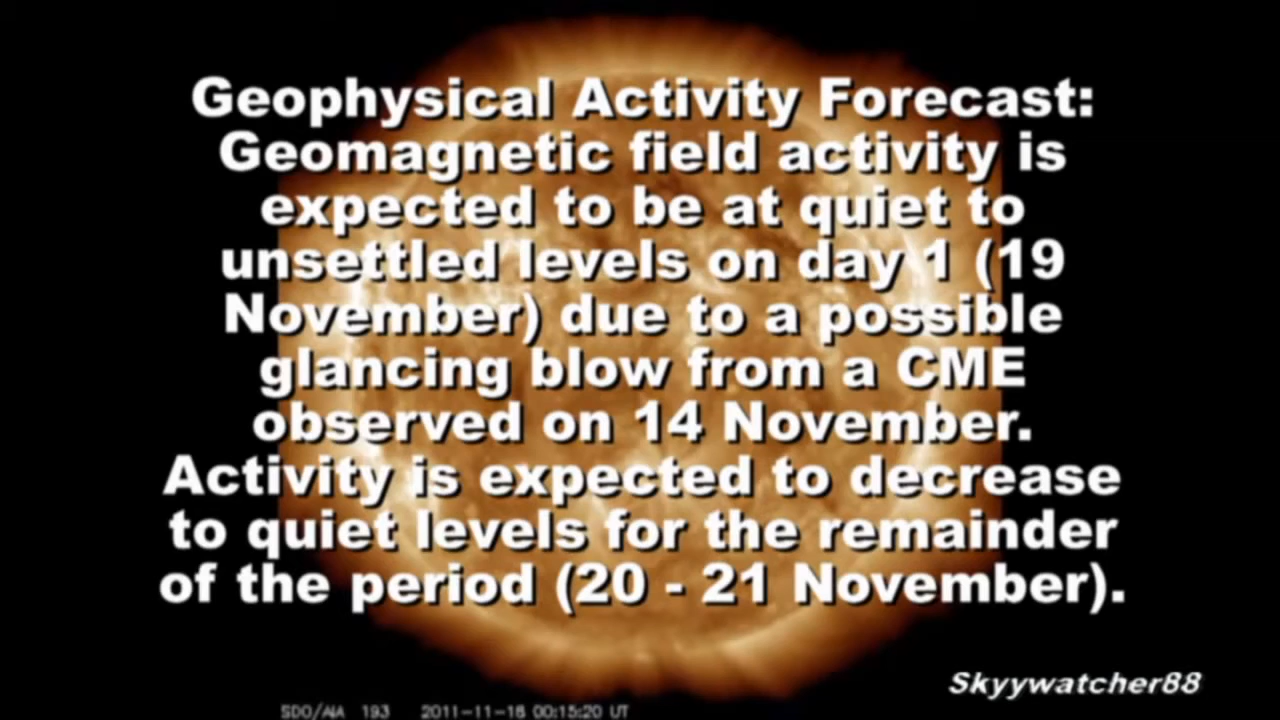 Geophysical Activity Forecast:
Geomagnetic field activity is
expected to be at quiet to
unsettled levels on day 1 (19
November) due to a possible
glancing blow from a CME
observed on 14 November.
Activity is expected to decrease
to quiet levels for the remainder
of the period (20 - 21 November).
Skyywatcher88
SDO/AIA 193 2011-11-18 00:15:20 UT